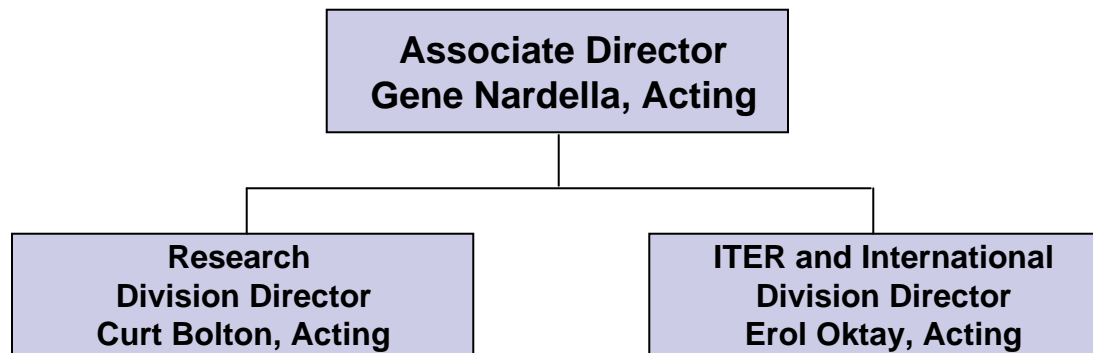 Associate Director
Gene Nardella, Acting
Research
Division Director
Curt Bolton, Acting
ITER and International
Division Director
Erol Oktay, Acting